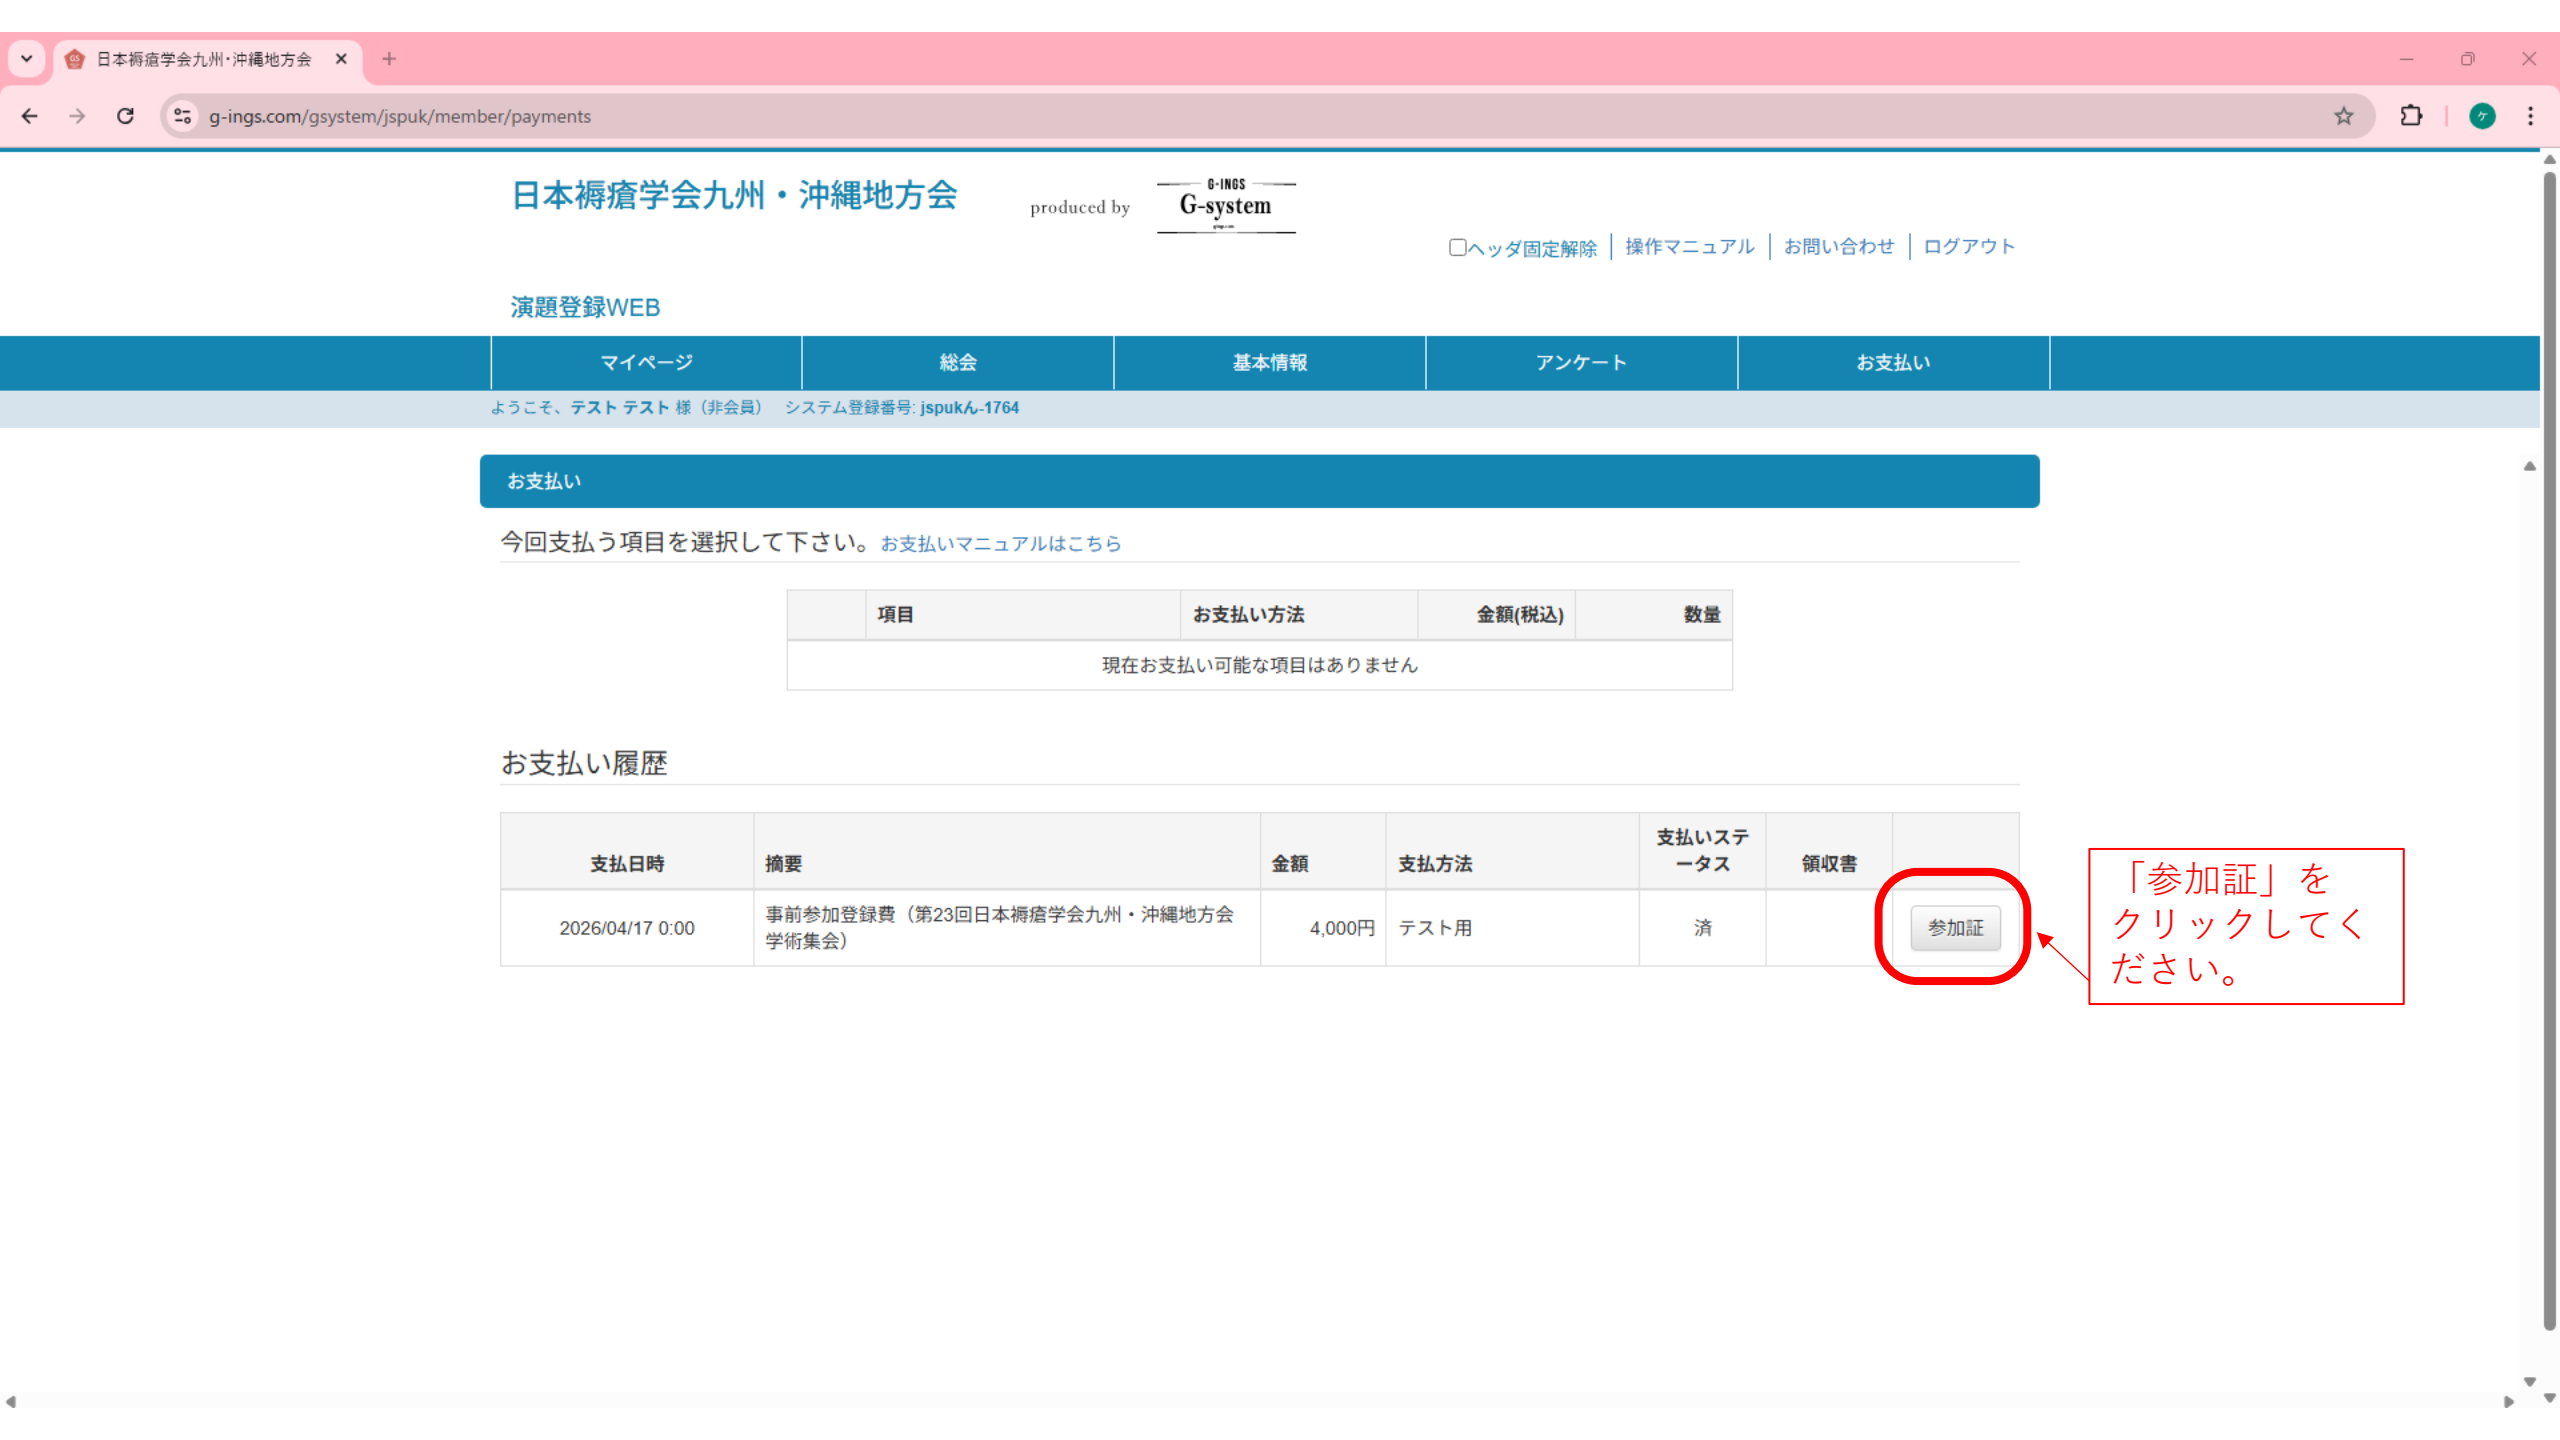 日本褥瘡学会九州・沖縄地方会
g-ings.com/gsystem/jspuk/member/payments
ケ
日本褥瘡学会九州・沖縄地方会
produced by
G-INGS
G-system
ヘッダ固定解除
操作マニュアル
お問い合わせ
ログアウト
演題登録WEB
マイページ
総会
基本情報
アンケート
お支払い
ようこそ、テスト テスト 様（非会員） システム登録番号: jspukん-1764
お支払い
今回支払う項目を選択して下さい。お支払いマニュアルはこちら
項目 お支払い方法 金額(税込) 数量
現在お支払い可能な項目はありません
お支払い履歴
支払日時
摘要
金額
支払方法
支払いステ
ータス
領収書
2026/04/17 0:00
事前参加登録費（第23回日本褥瘡学会九州・沖縄地方会
学術集会）
4,000円
テスト用
済
参加証
「参加証」を
クリックしてく
ださい。